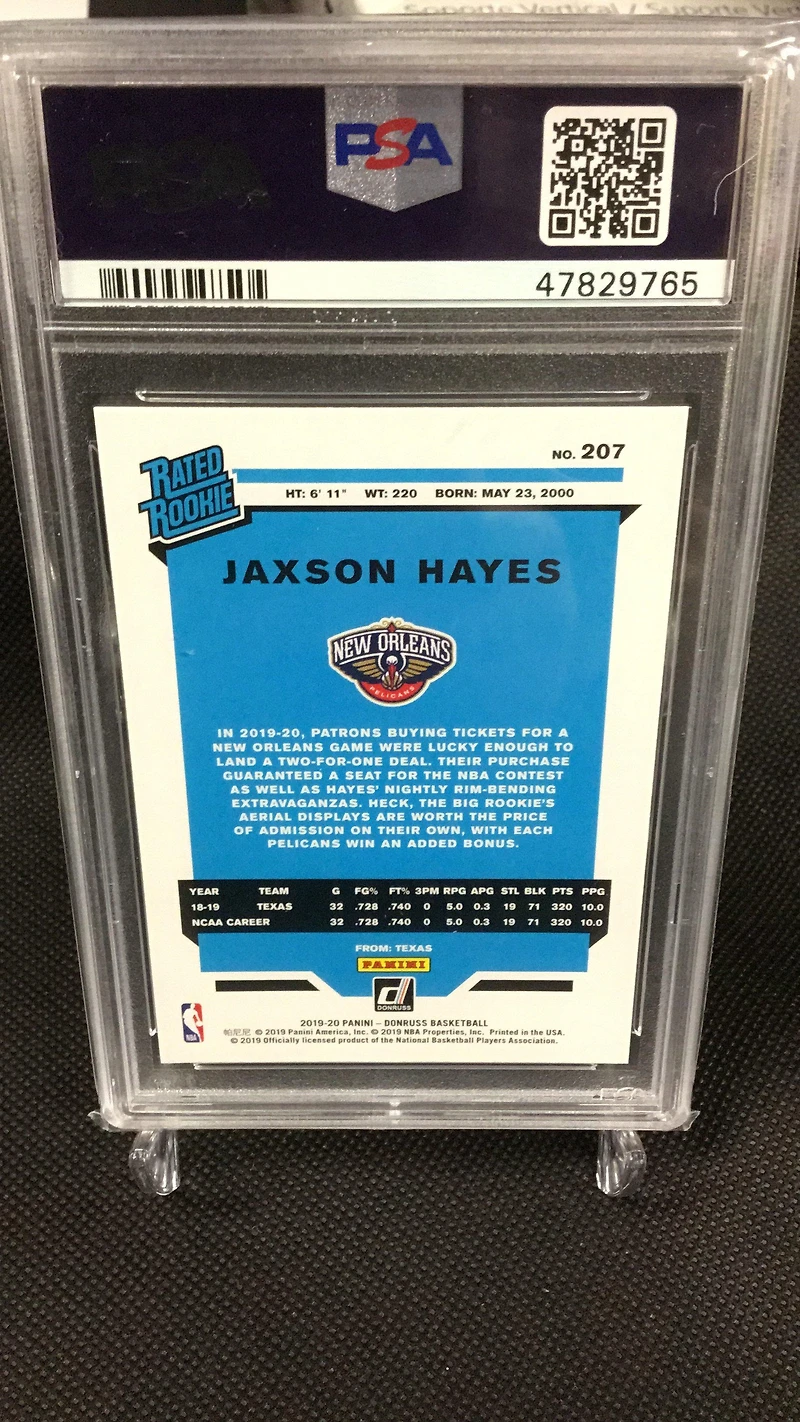 Suporte Vertical / Suporte Vert
PSA
47829765
RATED
ROOKIE
NO. 207
HT: 6' 11" WT: 220 BORN: MAY 23, 2000
JAXSON HAYES
NEW ORLEANS
PELICANS
IN 2019-20, PATRONS BUYING TICKETS FOR A
NEW ORLEANS GAME WERE LUCKY ENOUGH TO
LAND A TWO-FOR-ONE DEAL. THEIR PURCHASE
GUARANTEED A SEAT FOR THE NBA CONTEST
AS WELL AS HAYES' NIGHTLY RIM-BENDING
EXTRAVAGANZAS. HECK, THE BIG ROOKIE'S
AERIAL DISPLAYS ARE WORTH THE PRICE
OF ADMISSION ON THEIR OWN, WITH EACH
PELICANS WIN AN ADDED BONUS.
YEAR TEAM G FG% FT% 3PM RPG APG STL BLK PTS PPG
18-19 TEXAS 32 .728 .740 0 5.0 0.3 19 71 320 10.0
NCAA CAREER 32 .728 .740 0 5.0 0.3 19 71 320 10.0
FROM: TEXAS
PANINI
DONRUSS
NBA
2019-20 PANINI – DONRUSS BASKETBALL
帕尼尼 © 2019 Panini America, Inc. © 2019 NBA Properties, Inc. Printed in the USA.
© 2019 Officially licensed product of the National Basketball Players Association.
PSA